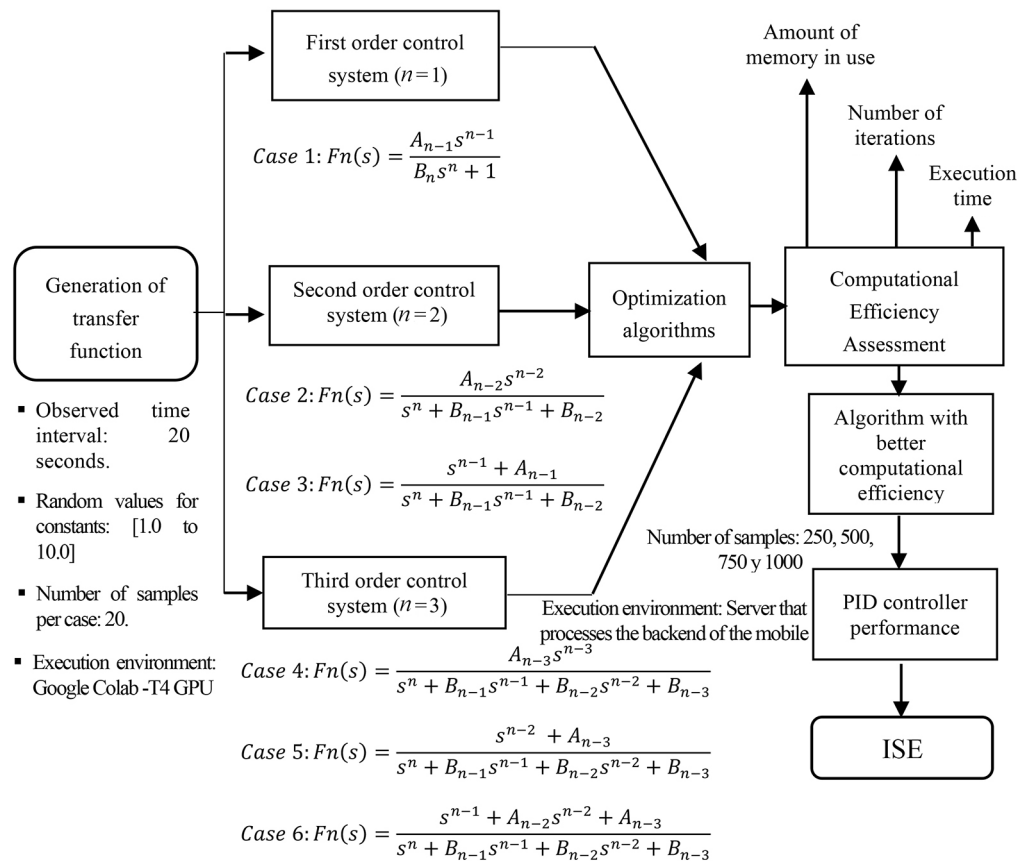 First order control
system (n=1)
Case 1: Fn(s) = \frac{A_{n-1}s^{n-1}}{B_n s^n + 1}
Generation of
transfer
function
▪ Observed time
interval: 20
seconds.
▪ Random values for
constants: [1.0 to
10.0]
▪ Number of samples
per case: 20.
▪ Execution environment:
Google Colab -T4 GPU
Second order control
system (n=2)
Case 2: Fn(s) = \frac{A_{n-2}s^{n-2}}{s^n + B_{n-1}s^{n-1} + B_{n-2}}
Case 3: Fn(s) = \frac{s^{n-1} + A_{n-1}}{s^n + B_{n-1}s^{n-1} + B_{n-2}}
Third order control
system (n=3)
Case 4: Fn(s) = \frac{A_{n-3}s^{n-3}}{s^n + B_{n-1}s^{n-1} + B_{n-2}s^{n-2} + B_{n-3}}
Case 5: Fn(s) = \frac{s^{n-2} + A_{n-3}}{s^n + B_{n-1}s^{n-1} + B_{n-2}s^{n-2} + B_{n-3}}
Case 6: Fn(s) = \frac{s^{n-1} + A_{n-2}s^{n-2} + A_{n-3}}{s^n + B_{n-1}s^{n-1} + B_{n-2}s^{n-2} + B_{n-3}}
Optimization
algorithms
Amount of
memory in use
Number of
iterations
Execution
time
Computational
Efficiency
Assessment
Algorithm with
better
computational
efficiency
Number of samples: 250, 500,
750 y 1000
Execution environment: Server that
processes the backend of the mobile
PID controller
performance
ISE